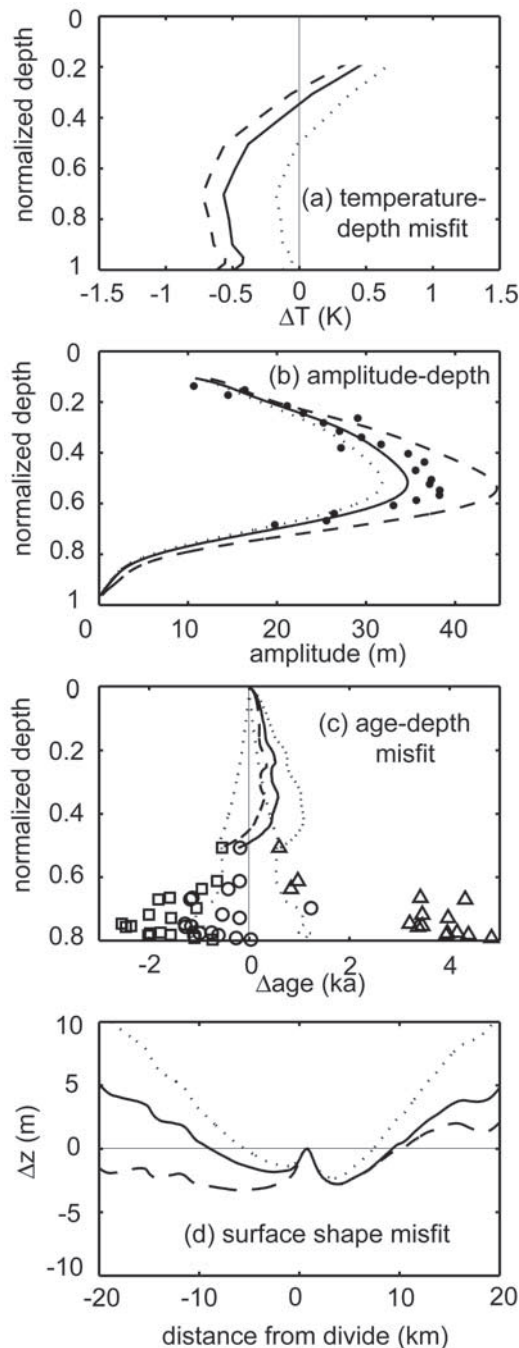 0
0.2
0.4
0.6
0.8
1
normalized depth
(a) temperature-
depth misfit
-1.5 -1 -0.5 0 0.5 1 1.5
ΔT (K)
0
0.2
0.4
0.6
0.8
1
normalized depth
(b) amplitude-depth
0 10 20 30 40
amplitude (m)
0
0.2
0.4
0.6
0.8
normalized depth
(c) age-depth
misfit
-2 0 2 4
Δage (ka)
10
5
0
-5
-10
Δz (m)
(d) surface shape misfit
-20 -10 0 10 20
distance from divide (km)